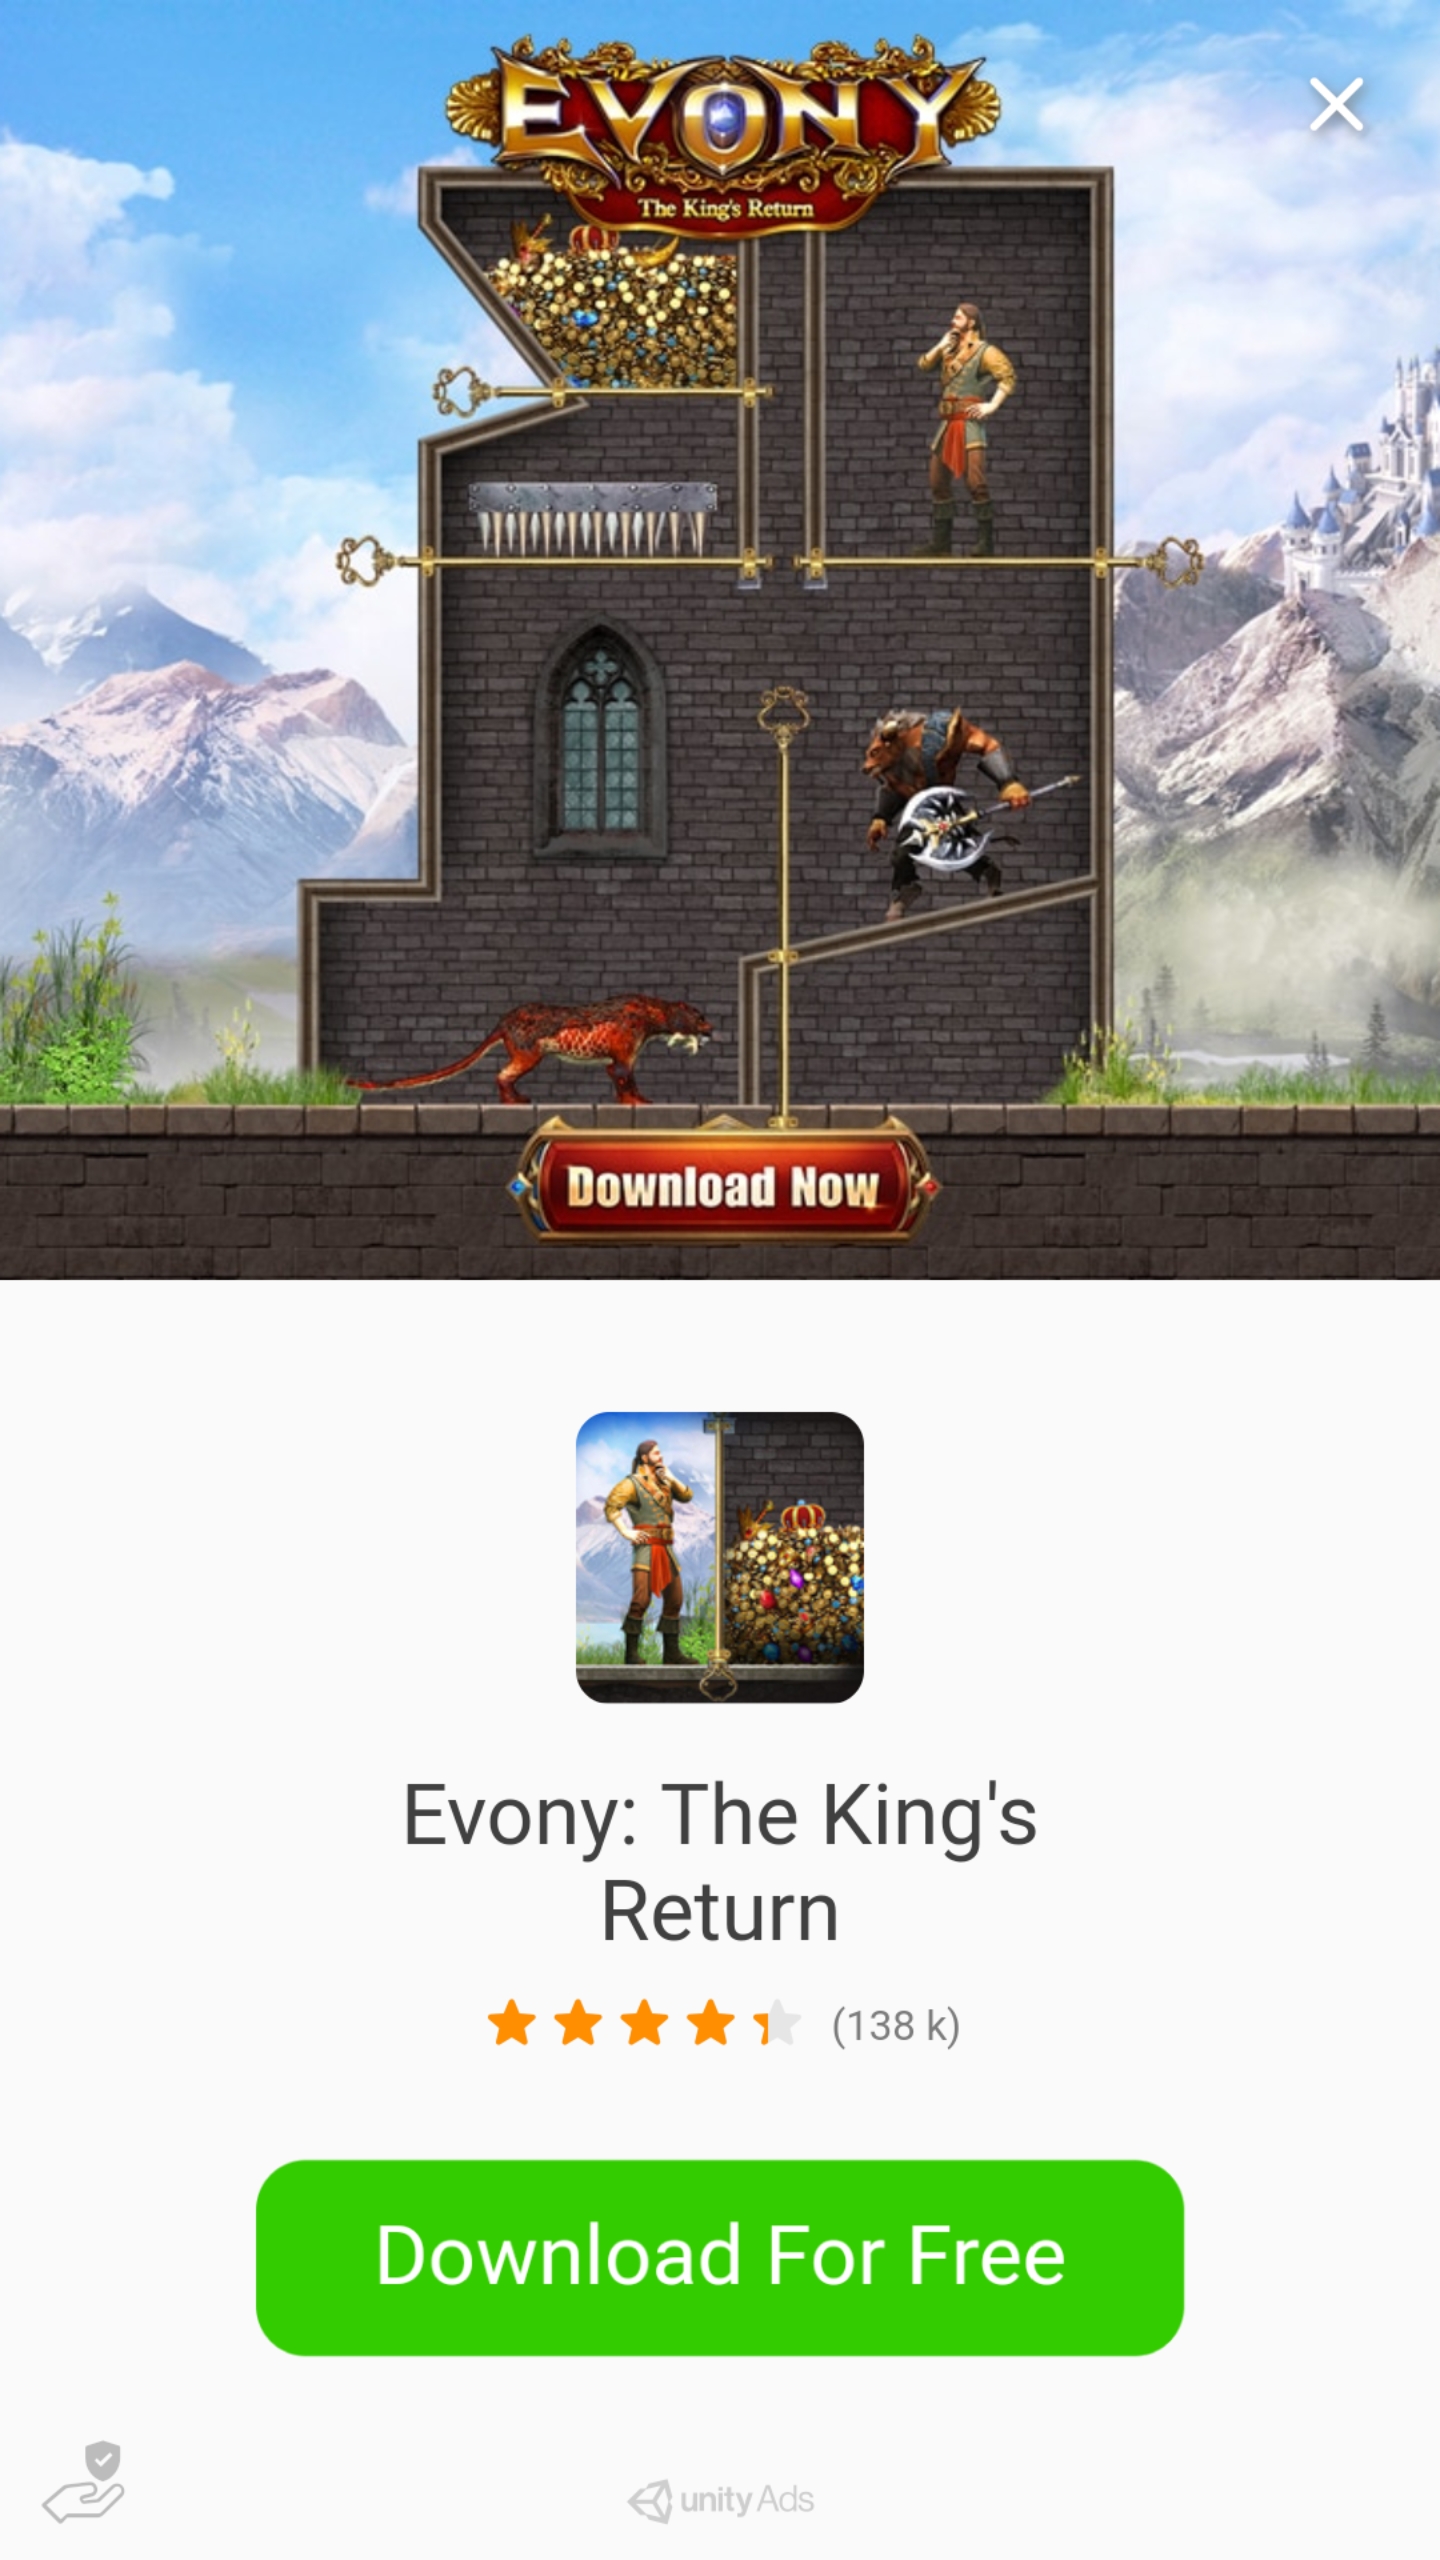 EVONY
The King's Return
Download Now
Evony: The King's
Return
(138 k)
Download For Free
unity Ads